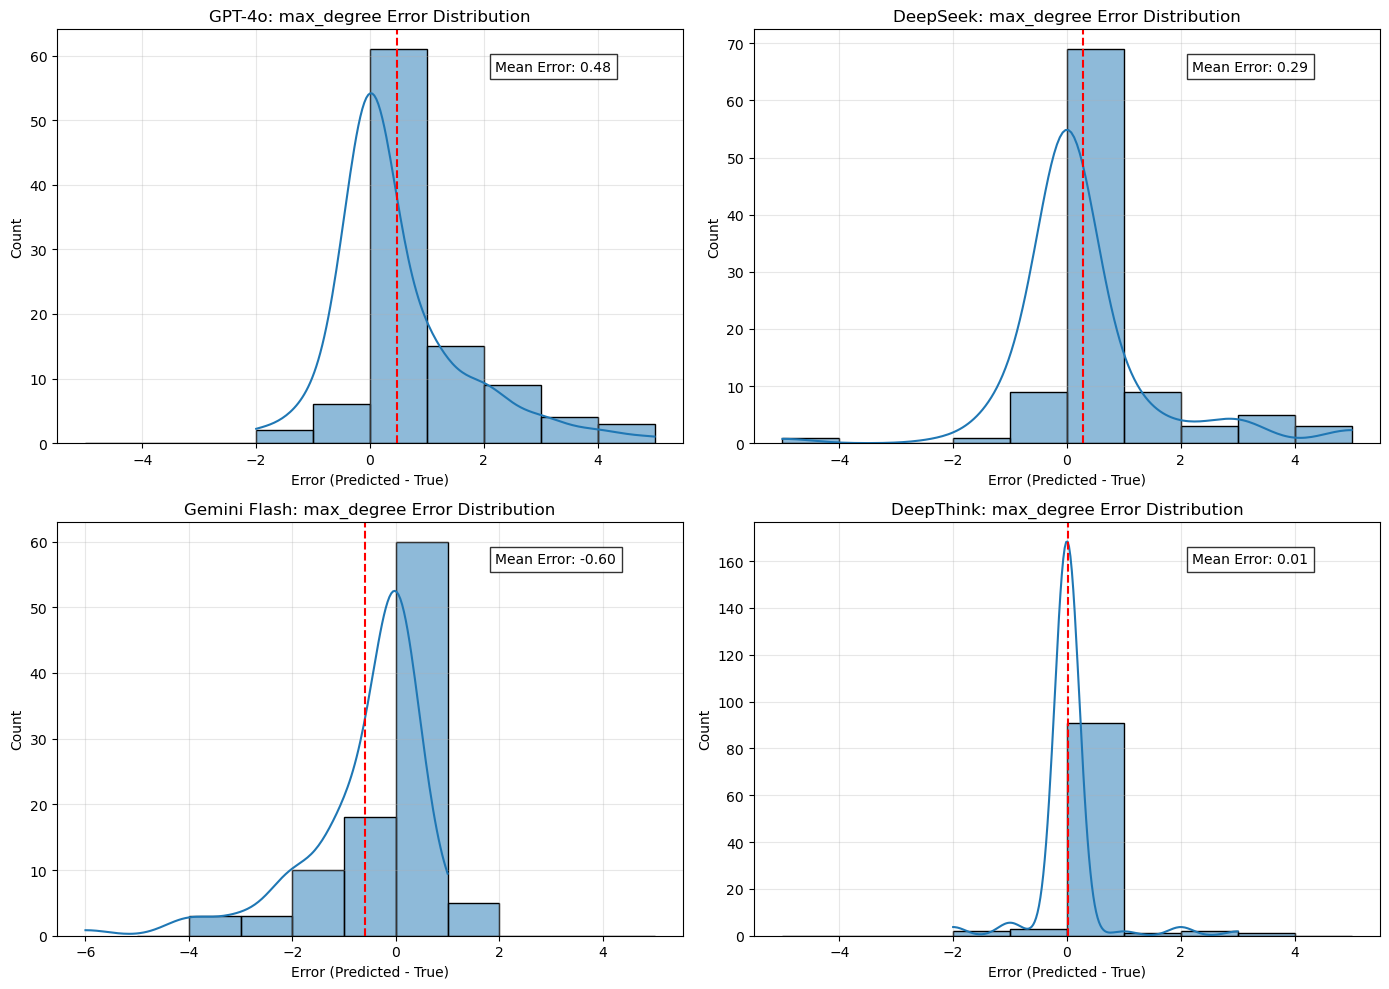 GPT-4o: max_degree Error Distribution
Mean Error: 0.48
Count
60
50
40
30
20
10
0
−4 −2 0 2 4
Error (Predicted - True)
DeepSeek: max_degree Error Distribution
Mean Error: 0.29
Count
70
60
50
40
30
20
10
0
−4 −2 0 2 4
Error (Predicted - True)
Gemini Flash: max_degree Error Distribution
Mean Error: -0.60
Count
60
50
40
30
20
10
0
−6 −4 −2 0 2 4
Error (Predicted - True)
DeepThink: max_degree Error Distribution
Mean Error: 0.01
Count
160
140
120
100
80
60
40
20
0
−4 −2 0 2 4
Error (Predicted - True)